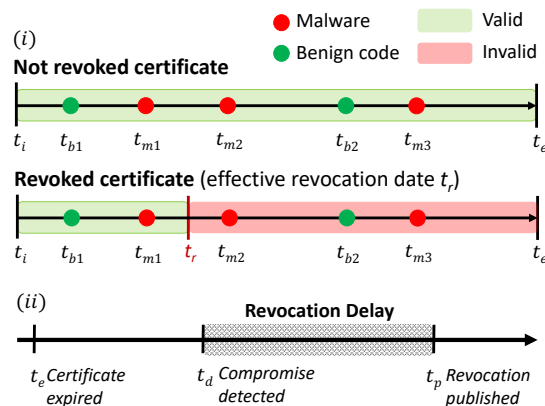 (i)
Malware
Valid
Benign code
Invalid
Not revoked certificate
t_i t_b1 t_m1 t_m2 t_b2 t_m3 t_e
Revoked certificate (effective revocation date t_r)
t_i t_b1 t_m1 t_r t_m2 t_b2 t_m3 t_e
(ii)
Revocation Delay
t_e Certificate
expired
t_d Compromise
detected
t_p Revocation
published